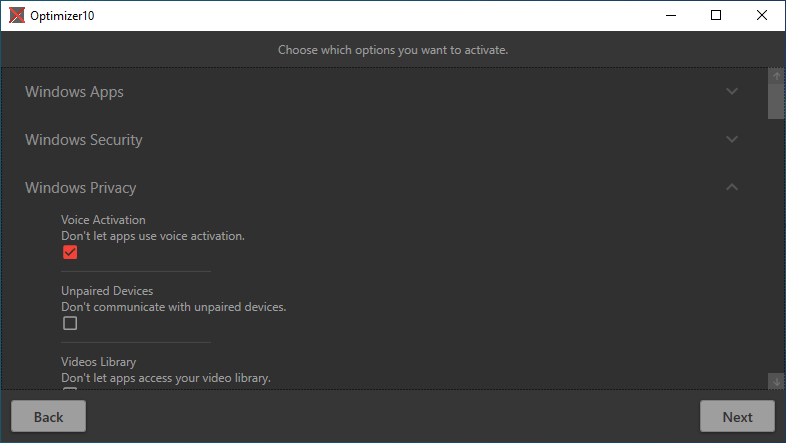 Optimizer10
Choose which options you want to activate.
Windows Apps
Windows Security
Windows Privacy
Voice Activation
Don't let apps use voice activation.
Unpaired Devices
Don't communicate with unpaired devices.
Videos Library
Don't let apps access your video library.
Back
Next